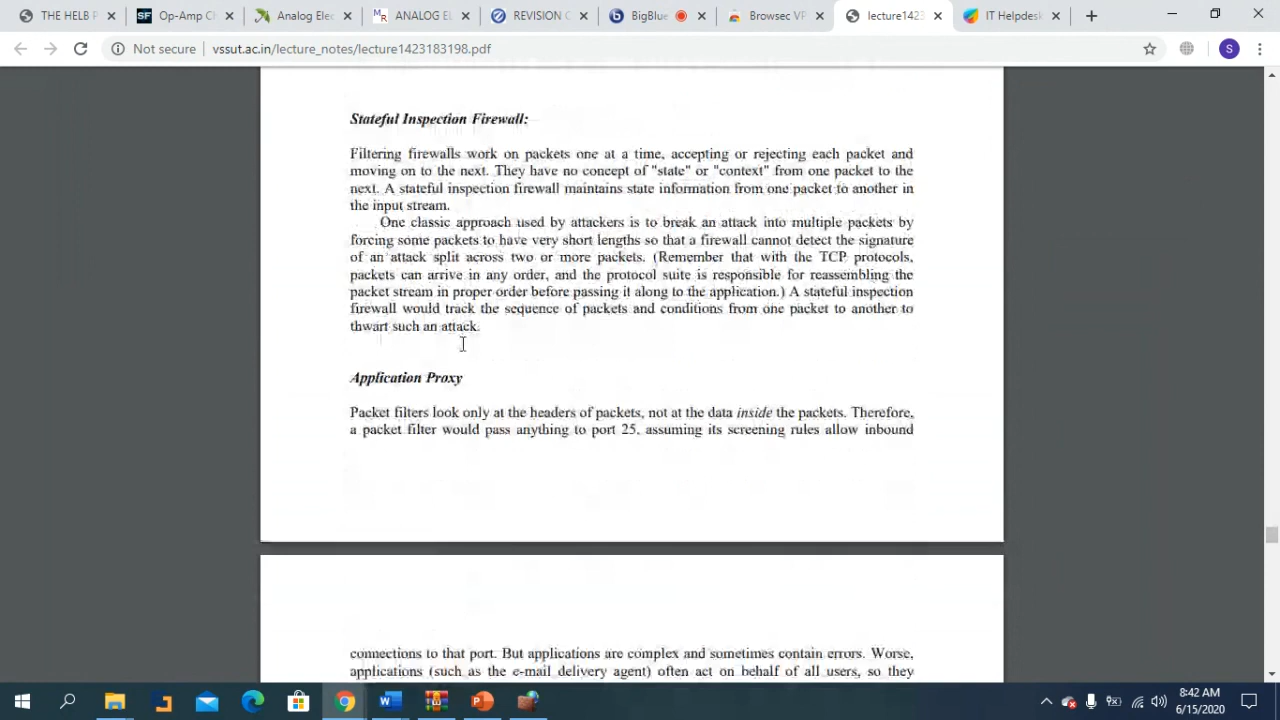 THE HELB P
Op-Amp C
Analog Elec
ANALOG EL
REVISION C
BigBlue
Browsec VP
lecture1423
IT Helpdesk
Not secure
vssut.ac.in/lecture_notes/lecture1423183198.pdf
S
Stateful Inspection Firewall:
Filtering firewalls work on packets one at a time, accepting or rejecting each packet and
moving on to the next. They have no concept of "state" or "context" from one packet to the
next. A stateful inspection firewall maintains state information from one packet to another in
the input stream.
One classic approach used by attackers is to break an attack into multiple packets by
forcing some packets to have very short lengths so that a firewall cannot detect the signature
of an attack split across two or more packets. (Remember that with the TCP protocols,
packets can arrive in any order, and the protocol suite is responsible for reassembling the
packet stream in proper order before passing it along to the application.) A stateful inspection
firewall would track the sequence of packets and conditions from one packet to another to
thwart such an attack.
Application Proxy
Packet filters look only at the headers of packets, not at the data inside the packets. Therefore,
a packet filter would pass anything to port 25, assuming its screening rules allow inbound
connections to that port. But applications are complex and sometimes contain errors. Worse,
applications (such as the e-mail delivery agent) often act on behalf of all users, so they
8:42 AM
6/15/2020